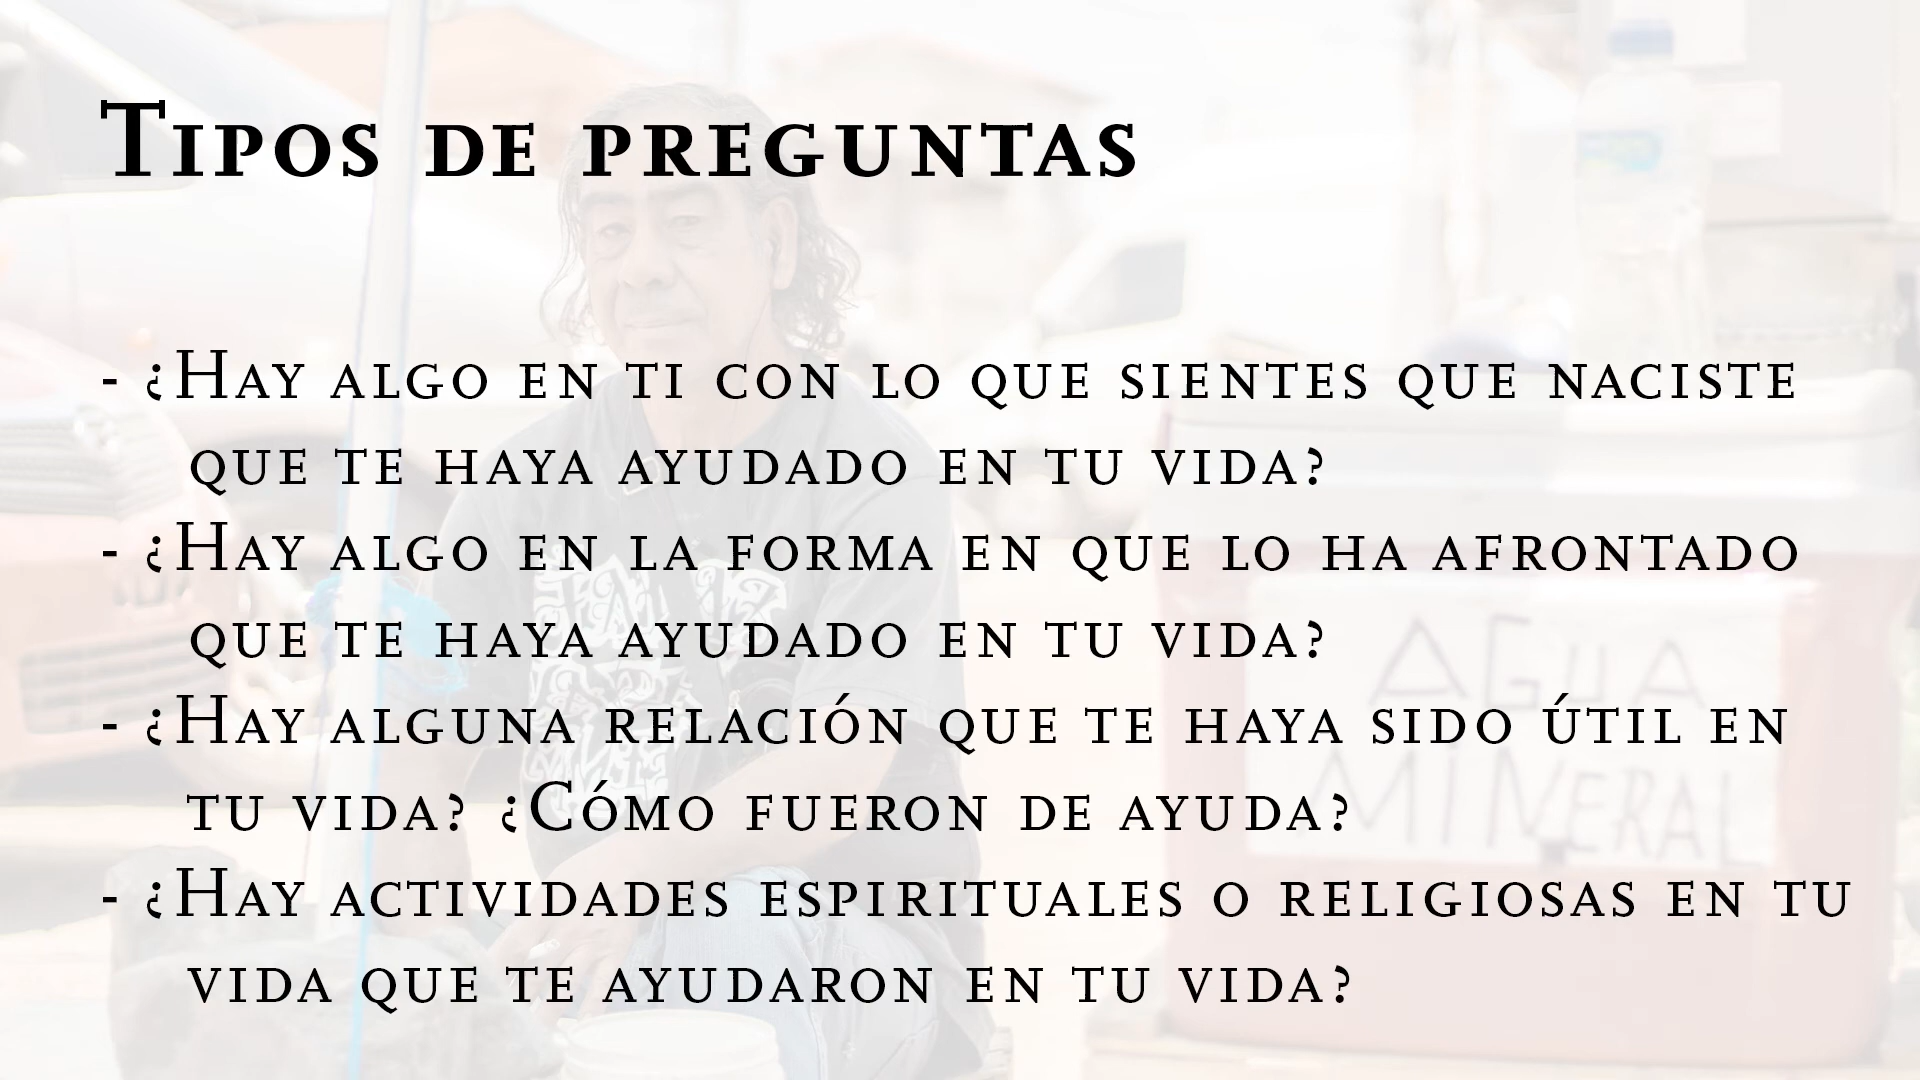 Tipos de preguntas
- ¿Hay algo en ti con lo que sientes que naciste
que te haya ayudado en tu vida?
- ¿Hay algo en la forma en que lo ha afrontado
que te haya ayudado en tu vida?
- ¿Hay alguna relación que te haya sido útil en
tu vida? ¿Cómo fueron de ayuda?
- ¿Hay actividades espirituales o religiosas en tu
vida que te ayudaron en tu vida?
AGUA
MINERAL